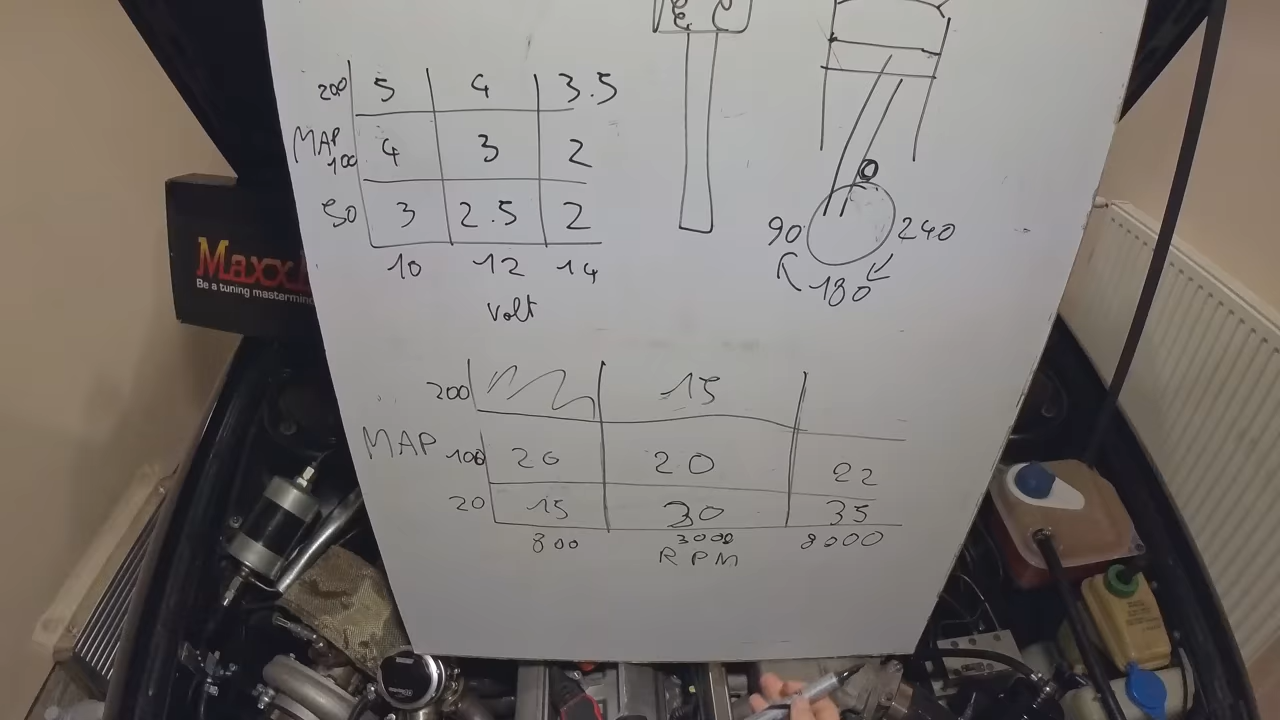 200 5 4 3.5
MAP 100 4 3 2
50 3 2.5 2
10 12 14
Volt
0
90 240
180
Maxx
Be a tuning mastermind
200 15
MAP 100 20 20 22
20 15 30 35
800 3000 8000
RPM